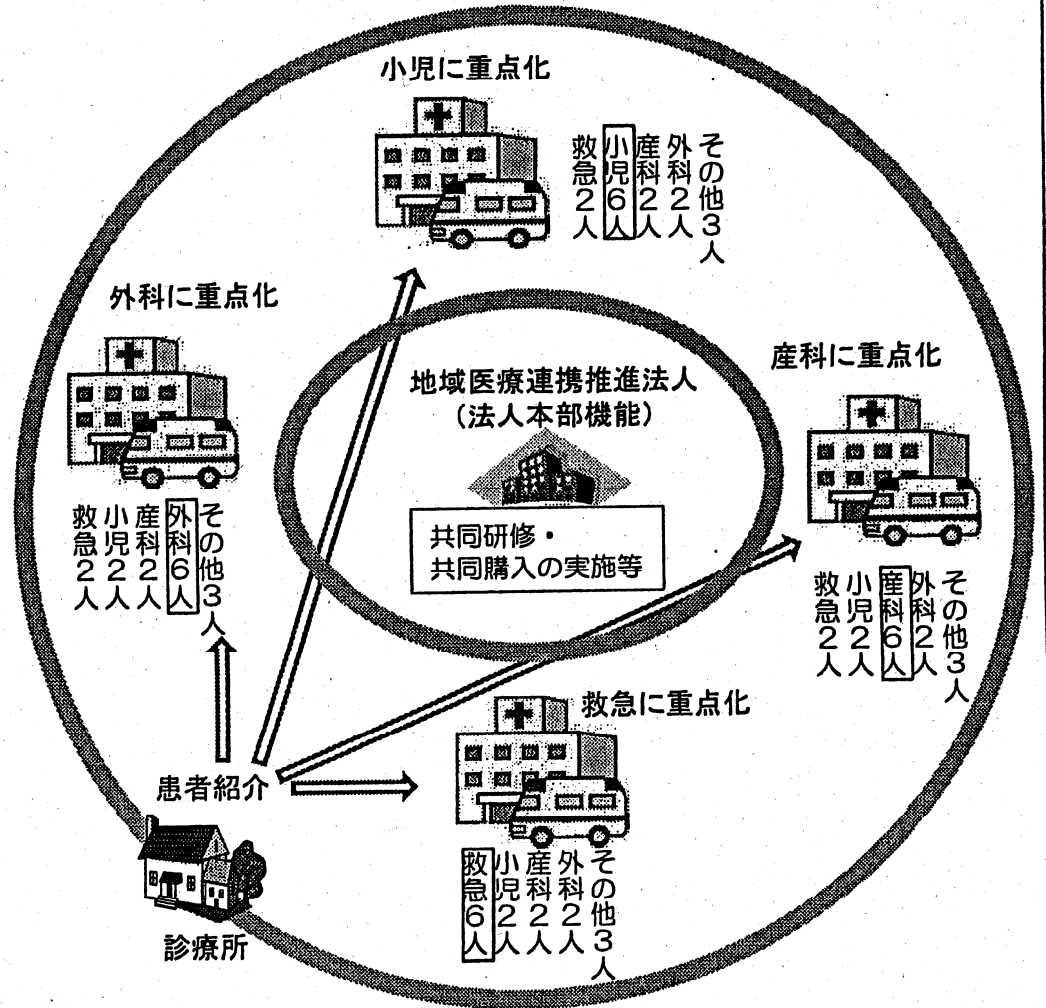 小児に重点化
救急2人
小児6人
産科2人
外科2人
その他3人
外科に重点化
救急2人
小児2人
産科2人
外科6人
その他3人
地域医療連携推進法人
(法人本部機能)
共同研修・
共同購入の実施等
産科に重点化
救急2人
小児2人
産科6人
外科2人
その他3人
救急に重点化
救急6人
小児2人
産科2人
外科2人
その他3人
患者紹介
診療所